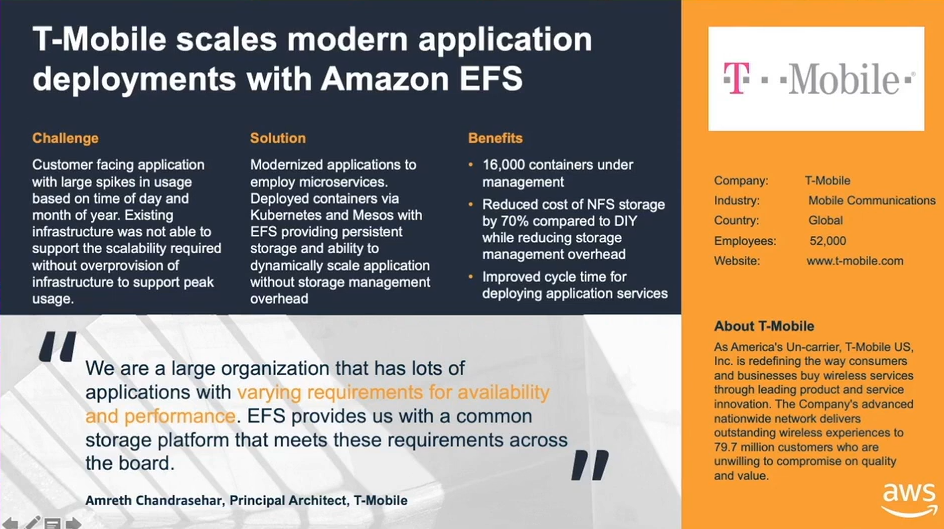 T-Mobile scales modern application
deployments with Amazon EFS
Challenge
Customer facing application
with large spikes in usage
based on time of day and
month of year. Existing
infrastructure was not able to
support the scalability required
without overprovision of
infrastructure to support peak
usage.
Solution
Modernized applications to
employ microservices.
Deployed containers via
Kubernetes and Mesos with
EFS providing persistent
storage and ability to
dynamically scale application
without storage management
overhead
Benefits
• 16,000 containers under
management
• Reduced cost of NFS storage
by 70% compared to DIY
while reducing storage
management overhead
• Improved cycle time for
deploying application services
“
We are a large organization that has lots of
applications with varying requirements for availability
and performance. EFS provides us with a common
storage platform that meets these requirements across
the board.
”
Amreth Chandrasehar, Principal Architect, T-Mobile
T · · Mobile ·®
Company: T-Mobile
Industry: Mobile Communications
Country: Global
Employees: 52,000
Website: www.t-mobile.com
About T-Mobile
As America's Un-carrier, T-Mobile US,
Inc. is redefining the way consumers
and businesses buy wireless services
through leading product and service
innovation. The Company's advanced
nationwide network delivers
outstanding wireless experiences to
79.7 million customers who are
unwilling to compromise on quality
and value.
aws